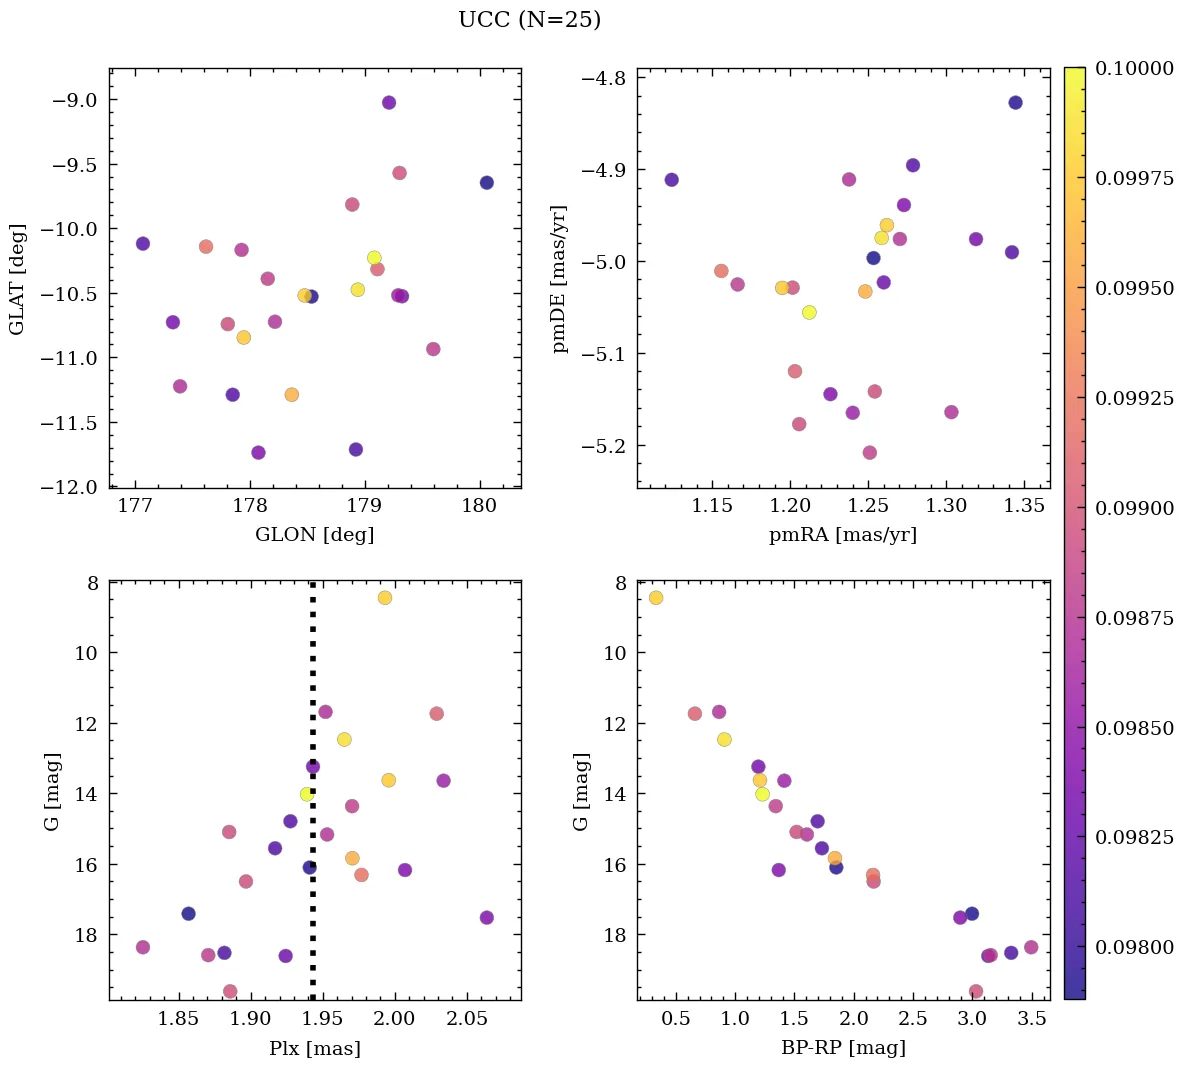 UCC (N=25)
−9.0
−9.5
−10.0
−10.5
−11.0
−11.5
−12.0
GLAT [deg]
177 178 179 180
GLON [deg]
−4.8
−4.9
−5.0
−5.1
−5.2
pmDE [mas/yr]
1.15 1.20 1.25 1.30 1.35
pmRA [mas/yr]
8
10
12
14
16
18
G [mag]
1.85 1.90 1.95 2.00 2.05
Plx [mas]
8
10
12
14
16
18
G [mag]
0.5 1.0 1.5 2.0 2.5 3.0 3.5
BP-RP [mag]
0.10000
0.09975
0.09950
0.09925
0.09900
0.09875
0.09850
0.09825
0.09800